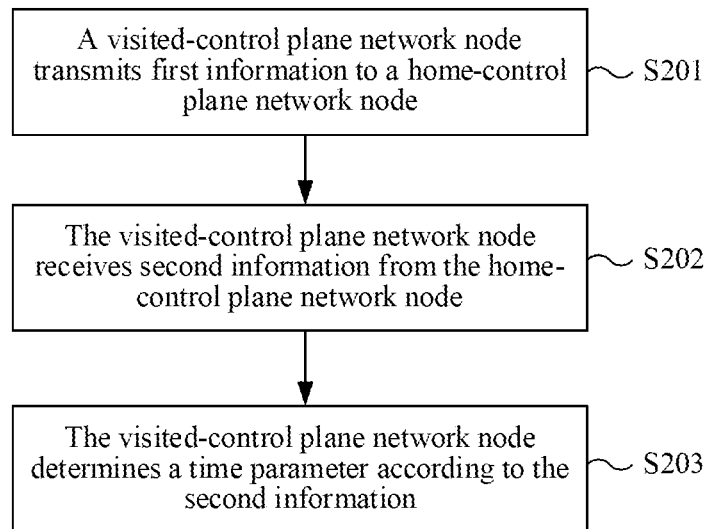 A visited-control plane network node
transmits first information to a home-control
plane network node
S201
The visited-control plane network node
receives second information from the home-
control plane network node
S202
The visited-control plane network node
determines a time parameter according to the
second information
S203